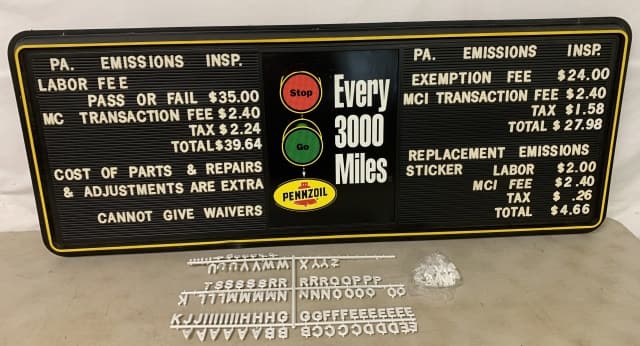 PA. EMISSIONS INSP.
LABOR FEE
PASS OR FAIL $35.00
MC TRANSACTION FEE $2.40
TAX $2.24
TOTAL $39.64
COST OF PARTS & REPAIRS
& ADJUSTMENTS ARE EXTRA
CANNOT GIVE WAIVERS
Stop
Go
PENNZOIL
Every
3000
Miles
PA. EMISSIONS INSP.
EXEMPTION FEE $24.00
MCI TRANSACTION FEE $2.40
TAX $1.58
TOTAL $27.98
REPLACEMENT EMISSIONS
STICKER LABOR $2.00
MCI FEE $2.40
TAX $ .26
TOTAL $4.66